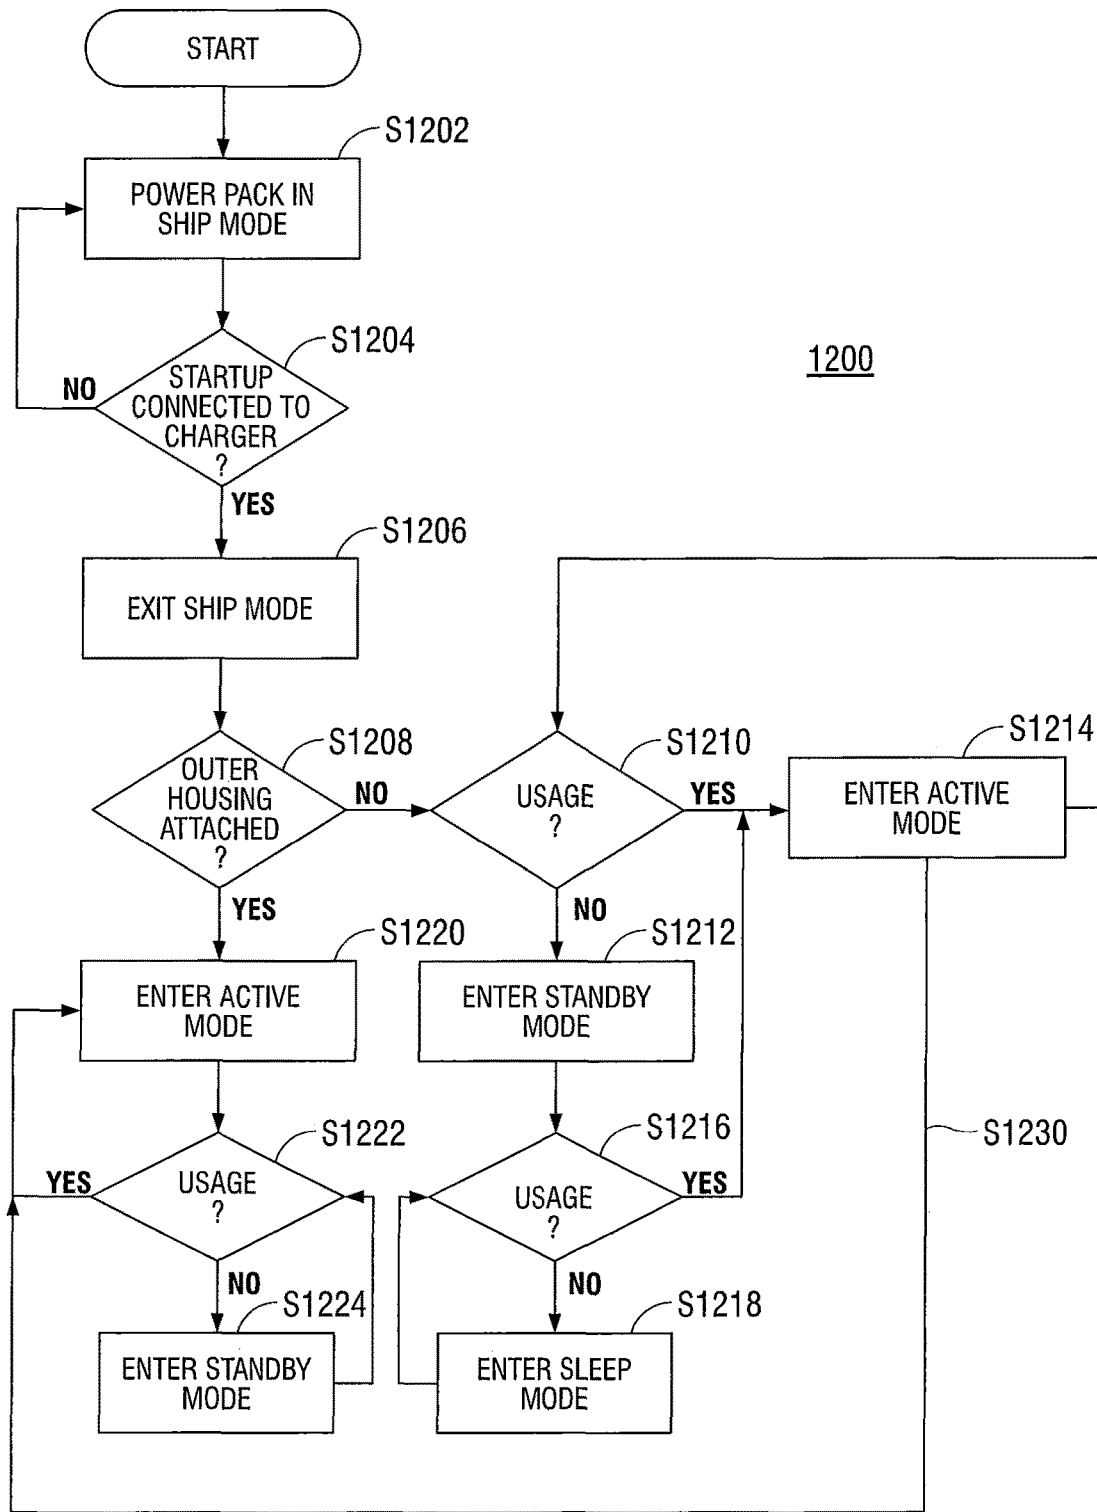 START
S1202
POWER PACK IN
SHIP MODE
S1204
STARTUP
CONNECTED TO
CHARGER
?
NO
YES
1200
S1206
EXIT SHIP MODE
S1208
OUTER
HOUSING
ATTACHED
?
NO
YES
S1210
USAGE
?
YES
NO
S1214
ENTER ACTIVE
MODE
S1220
ENTER ACTIVE
MODE
S1212
ENTER STANDBY
MODE
S1222
USAGE
?
YES
NO
S1216
USAGE
?
YES
NO
S1230
S1224
ENTER STANDBY
MODE
S1218
ENTER SLEEP
MODE